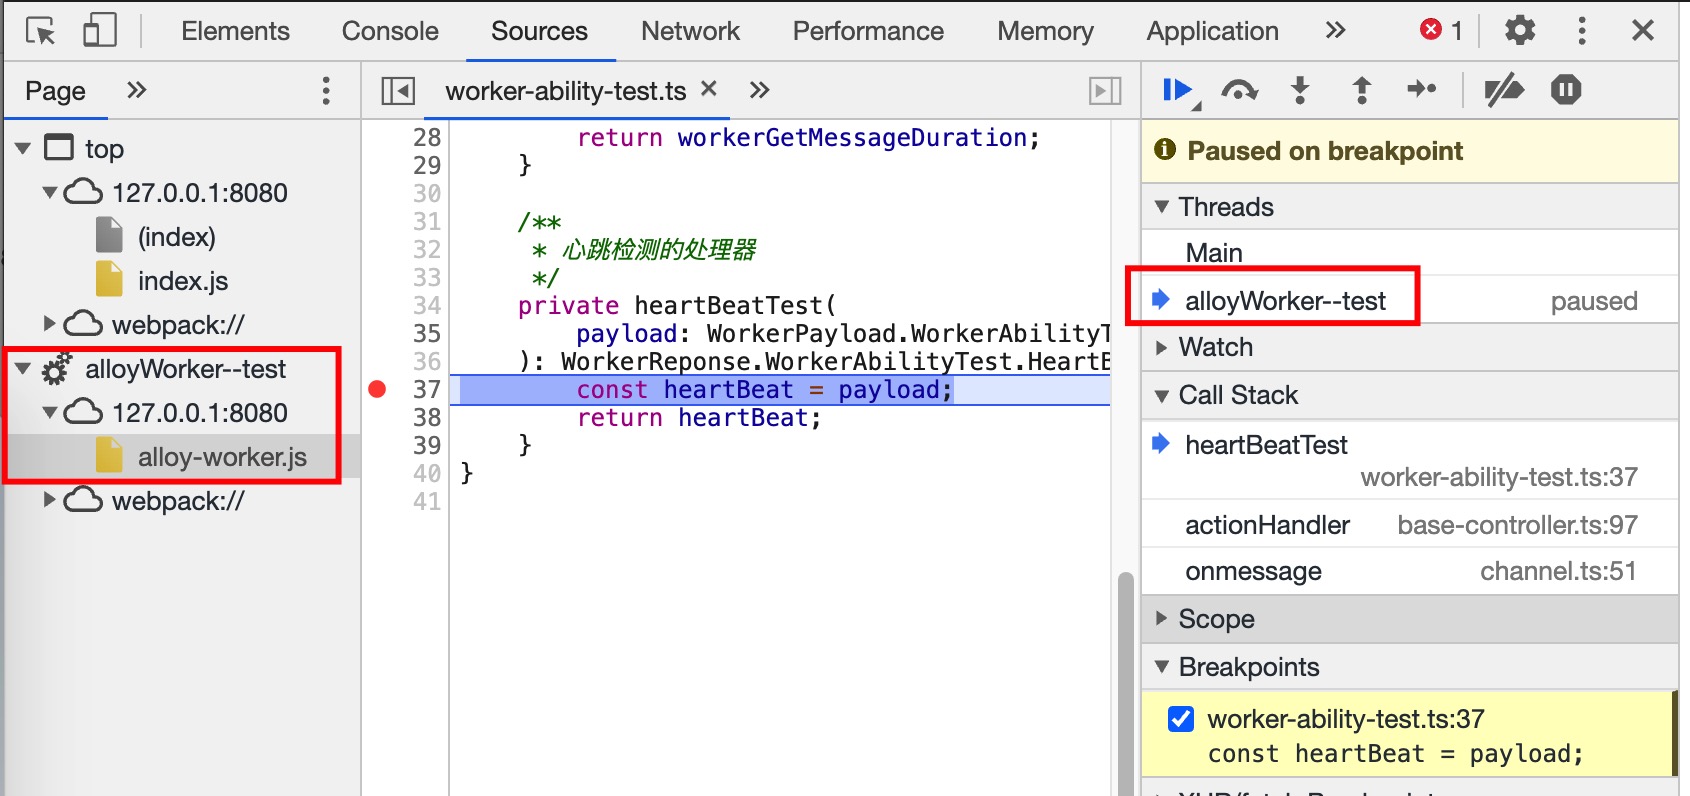 Elements Console Sources Network Performance Memory Application » 1
Page »
worker-ability-test.ts ×  »
top
127.0.0.1:8080
(index)
index.js
webpack://
alloyWorker--test
127.0.0.1:8080
alloy-worker.js
webpack://
28 return workerGetMessageDuration;
29 }
30
31 /**
32 * 心跳检测的处理器
33 */
34 private heartBeatTest(
35 payload: WorkerPayload.WorkerAbilityT
36 ): WorkerReponse.WorkerAbilityTest.HeartB
37 const heartBeat = payload;
38 return heartBeat;
39 }
40 }
41
Paused on breakpoint
Threads
Main
alloyWorker--test paused
Watch
Call Stack
heartBeatTest
worker-ability-test.ts:37
actionHandler base-controller.ts:97
onmessage channel.ts:51
Scope
Breakpoints
worker-ability-test.ts:37
const heartBeat = payload;